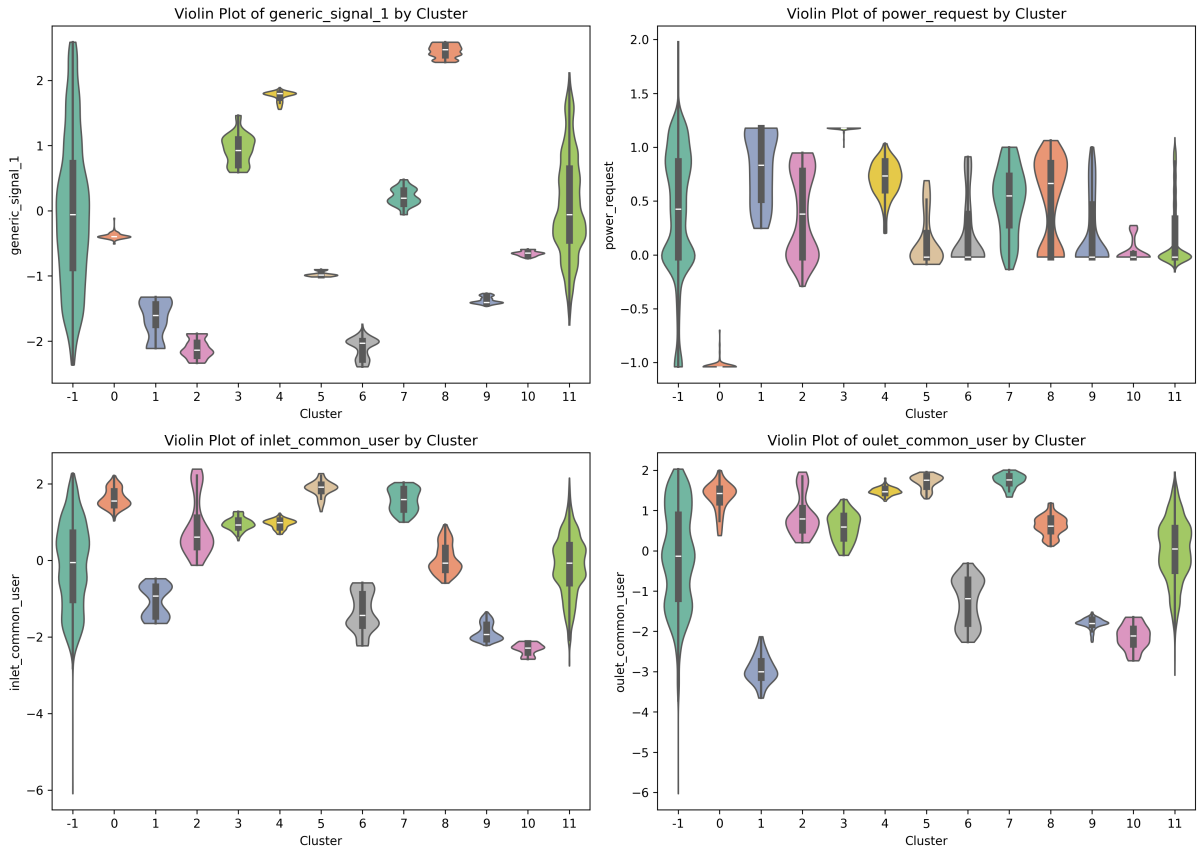 Violin Plot of generic_signal_1 by Cluster
generic_signal_1
2
1
0
−1
−2
-1 0 1 2 3 4 5 6 7 8 9 10 11
Cluster
Violin Plot of power_request by Cluster
power_request
2.0
1.5
1.0
0.5
0.0
−0.5
−1.0
-1 0 1 2 3 4 5 6 7 8 9 10 11
Cluster
Violin Plot of inlet_common_user by Cluster
inlet_common_user
2
0
−2
−4
−6
-1 0 1 2 3 4 5 6 7 8 9 10 11
Cluster
Violin Plot of oulet_common_user by Cluster
oulet_common_user
2
1
0
−1
−2
−3
−4
−5
−6
-1 0 1 2 3 4 5 6 7 8 9 10 11
Cluster